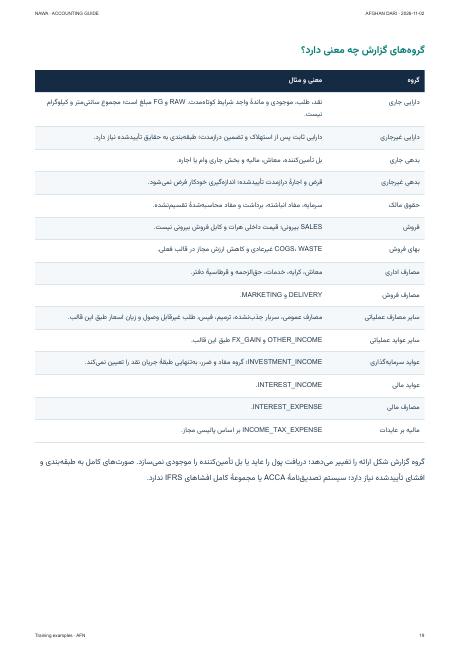 NAWA · ACCOUNTING GUIDE
AFGHAN DARI · 2026-11-02
گروه‌های گزارش چه معنی دارد؟
گروه معنی و مثال
دارایی جاری نقد، طلب، موجودی و ماندهٔ واجد شرایط کوتاه‌مدت. RAW و FG مبلغ است؛ مجموع سانتی‌متر و کیلوگرام
نیست.
دارایی غیرجاری دارایی ثابت پس از استهلاک و تضمین درازمدت؛ طبقه‌بندی به حقایق تأییدشده نیاز دارد.
بدهی جاری بل تأمین‌کننده، معاش، مالیه و بخش جاری وام یا اجاره.
بدهی غیرجاری قرض و اجارهٔ درازمدت تأییدشده؛ اندازه‌گیری خودکار فرض نمی‌شود.
حقوق مالک سرمایه، مفاد انباشته، برداشت و مفاد محاسبه‌شدهٔ تقسیم‌نشده.
فروش SALES بیرونی؛ قیمت داخلی هرات و کابل فروش بیرونی نیست.
بهای فروش COGS، WASTE غیرعادی و کاهش ارزش مجاز در قالب فعلی.
مصارف اداری معاش، کرایه، خدمات، حق‌الزحمه و قرطاسیهٔ دفتر.
مصارف فروش DELIVERY و MARKETING.
سایر مصارف عملیاتی مصارف عمومی، سربار جذب‌نشده، ترمیم، فیس، طلب غیرقابل وصول و زیان اسعار طبق این قالب.
سایر عواید عملیاتی OTHER_INCOME و FX_GAIN طبق این قالب.
عواید سرمایه‌گذاری INVESTMENT_INCOME؛ گروه مفاد و ضرر، به‌تنهایی طبقهٔ جریان نقد را تعیین نمی‌کند.
عواید مالی INTEREST_INCOME.
مصارف مالی INTEREST_EXPENSE.
مالیه بر عایدات INCOME_TAX_EXPENSE بر اساس پالیسی مجاز.
گروه گزارش شکل ارائه را تغییر می‌دهد؛ دریافت پول را عاید یا بل تأمین‌کننده را موجودی نمی‌سازد. صورت‌های کامل به طبقه‌بندی و
افشای تأییدشده نیاز دارد؛ سیستم تصدیق‌نامهٔ ACCA یا مجموعهٔ کامل افشاهای IFRS ندارد.
Training examples · AFN
19